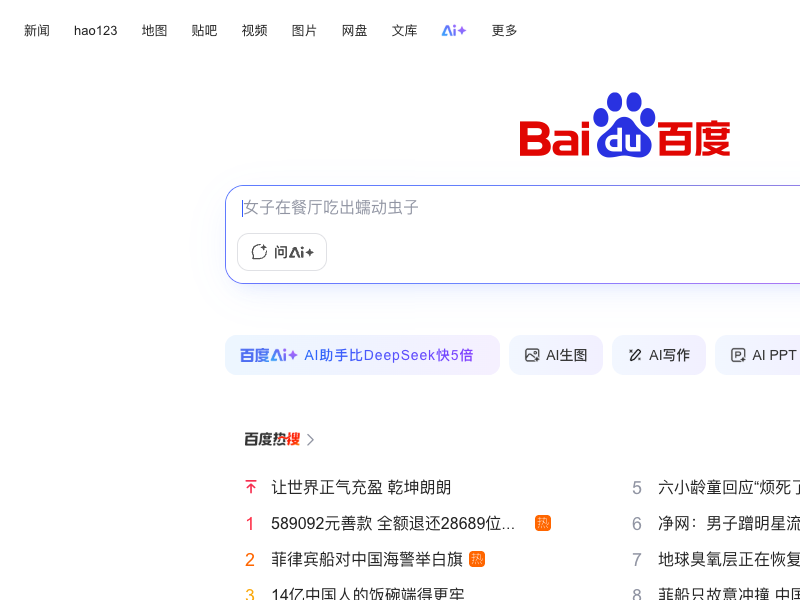 新闻 hao123 地图 贴吧 视频 图片 网盘 文库 Ai+ 更多
Bai du 百度
女子在餐厅吃出蠕动虫子
问Ai+
百度Ai+ AI助手比DeepSeek快5倍
AI生图
AI写作
AI PPT
百度热搜
让世界正气充盈 乾坤朗朗
1 589092元善款 全额退还28689位... 热
2 菲律宾船对中国海警举白旗 热
3 14亿中国人的饭碗端得更牢
5 六小龄童回应“烦死了
6 净网：男子蹭明星流
7 地球臭氧层正在恢复
8 菲船只故意冲撞 中国